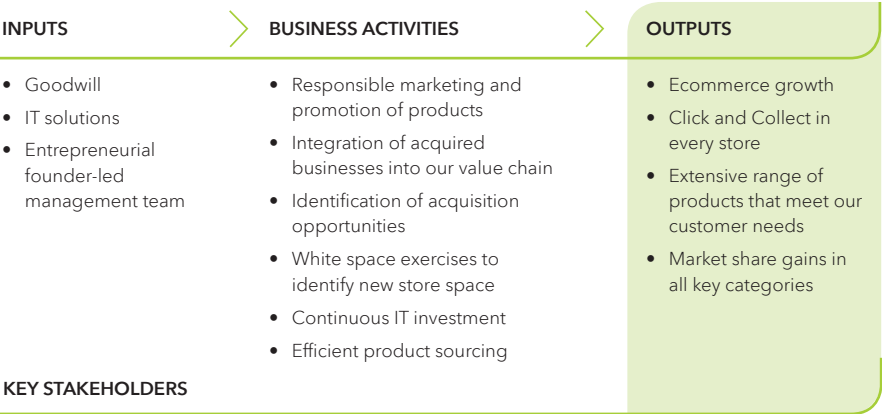 INPUTS
• Goodwill
• IT solutions
• Entrepreneurial
founder-led
management team
BUSINESS ACTIVITIES
• Responsible marketing and
promotion of products
• Integration of acquired
businesses into our value chain
• Identification of acquisition
opportunities
• White space exercises to
identify new store space
• Continuous IT investment
• Efficient product sourcing
OUTPUTS
• Ecommerce growth
• Click and Collect in
every store
• Extensive range of
products that meet our
customer needs
• Market share gains in
all key categories
KEY STAKEHOLDERS